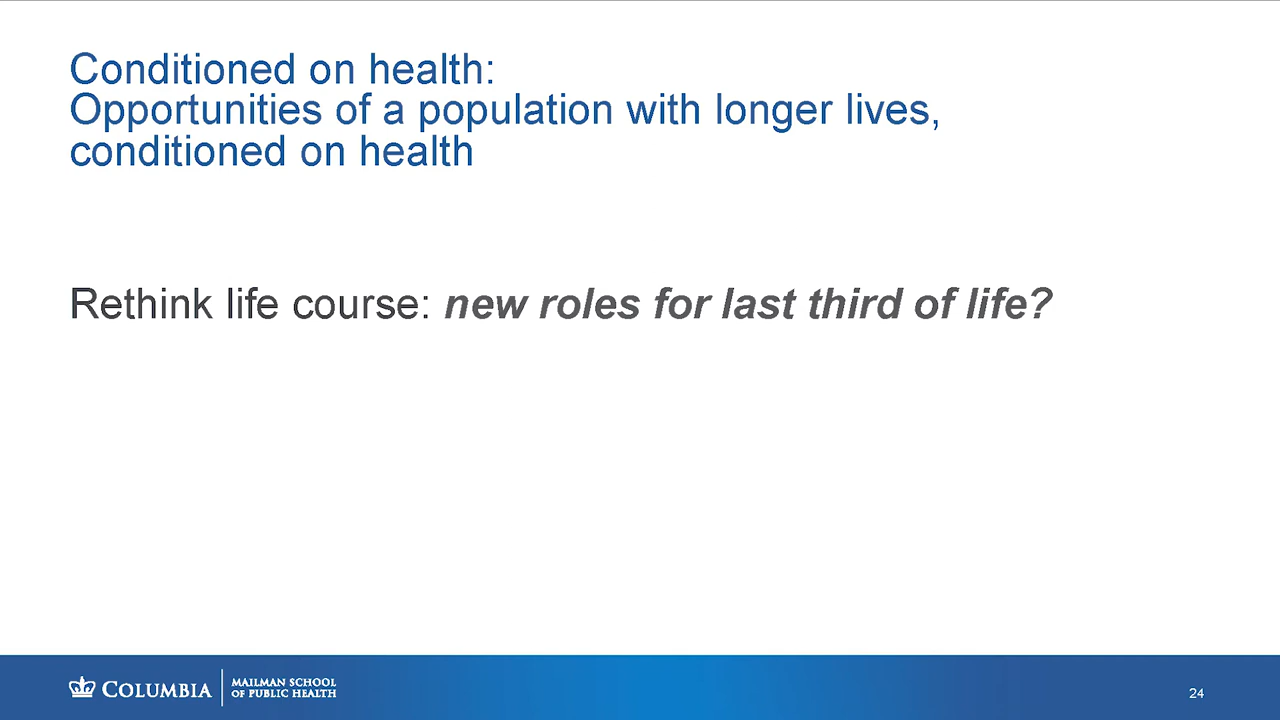 Conditioned on health:
Opportunities of a population with longer lives,
conditioned on health
Rethink life course: new roles for last third of life?
COLUMBIA
MAILMAN SCHOOL
OF PUBLIC HEALTH
24